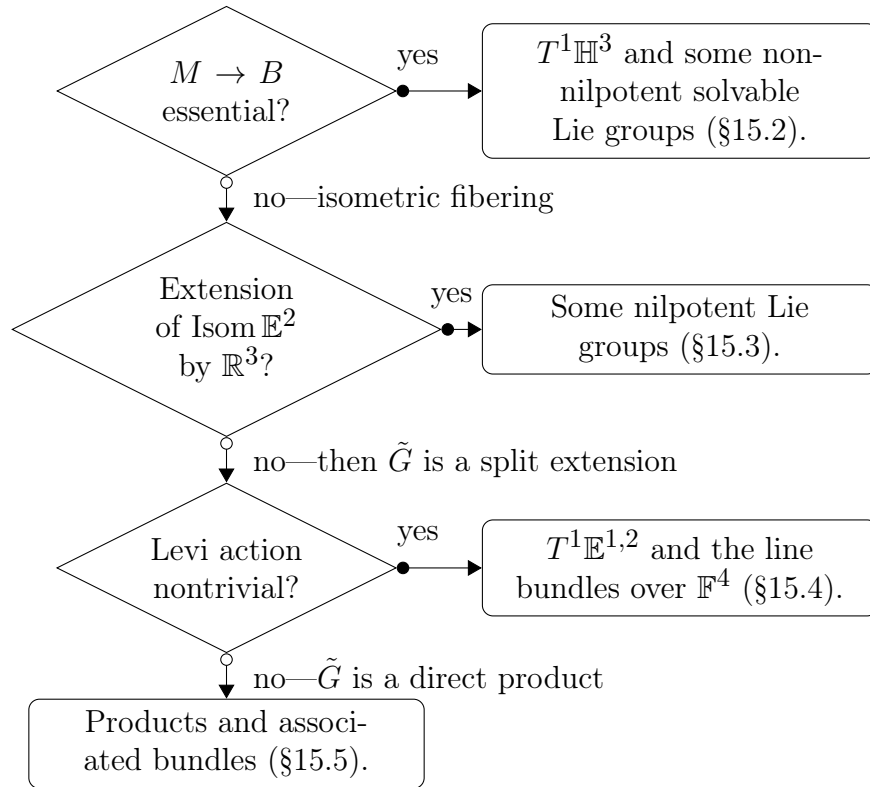 M → B
essential?
yes
T¹ℍ³ and some non-
nilpotent solvable
Lie groups (§15.2).
no—isometric fibering
Extension
of Isom 𝔼²
by ℝ³?
yes
Some nilpotent Lie
groups (§15.3).
no—then G̃ is a split extension
Levi action
nontrivial?
yes
T¹𝔼¹,² and the line
bundles over 𝔽⁴ (§15.4).
no—G̃ is a direct product
Products and associ-
ated bundles (§15.5).